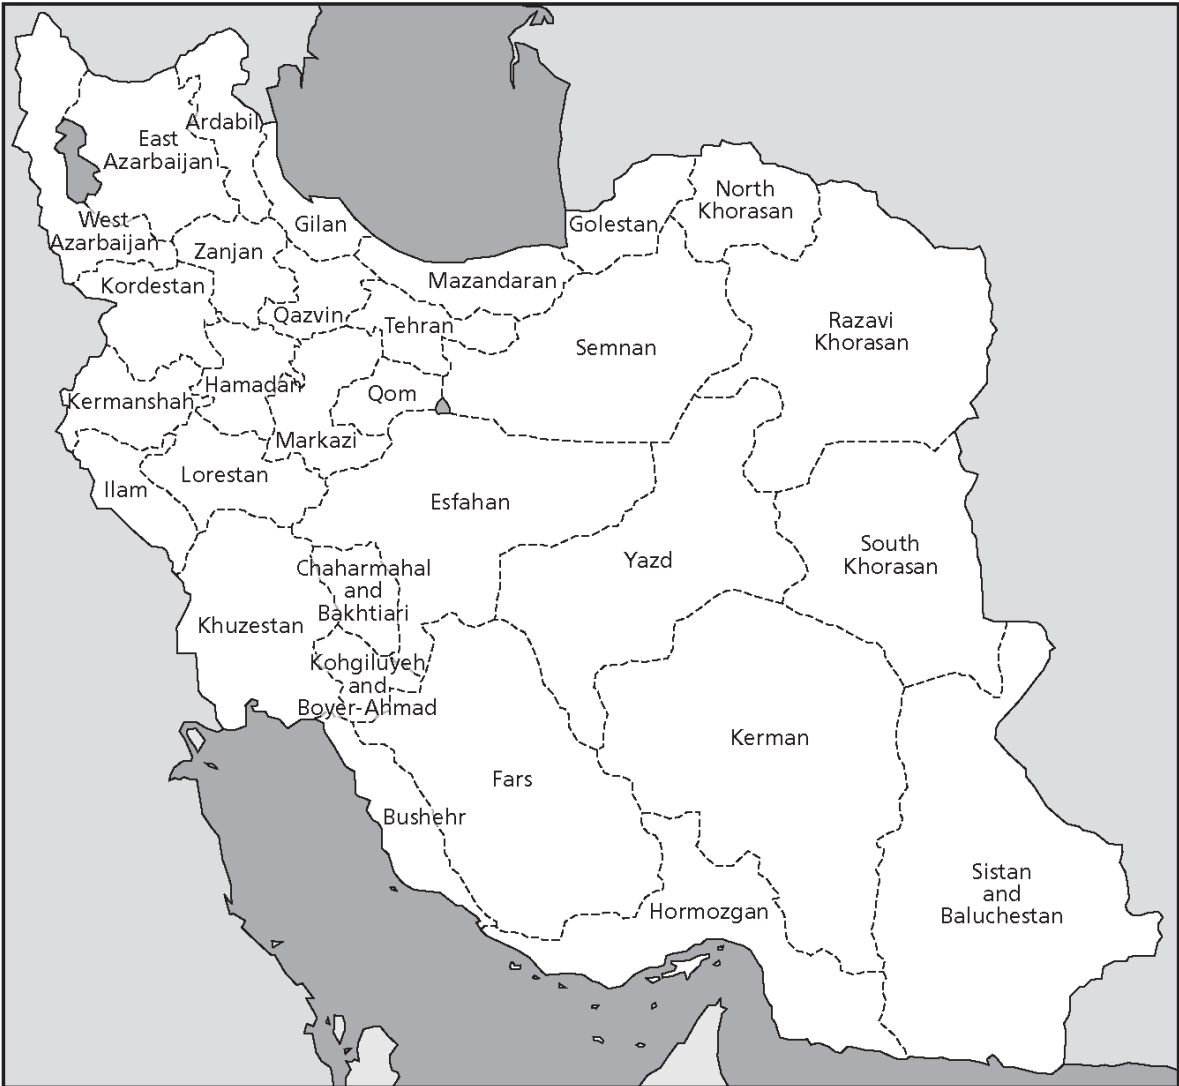 Ardabil
East
Azarbaijan
West
Azarbaijan
Gilan
Zanjan
Kordestan
Golestan
North
Khorasan
Mazandaran
Qazvin
Tehran
Semnan
Razavi
Khorasan
Hamadan
Kermanshah
Qom
Markazi
Lorestan
Ilam
Esfahan
Yazd
South
Khorasan
Chaharmahal
and
Bakhtiari
Khuzestan
Kohgiluyeh
and
Boyer-Ahmad
Kerman
Fars
Bushehr
Hormozgan
Sistan
and
Baluchestan